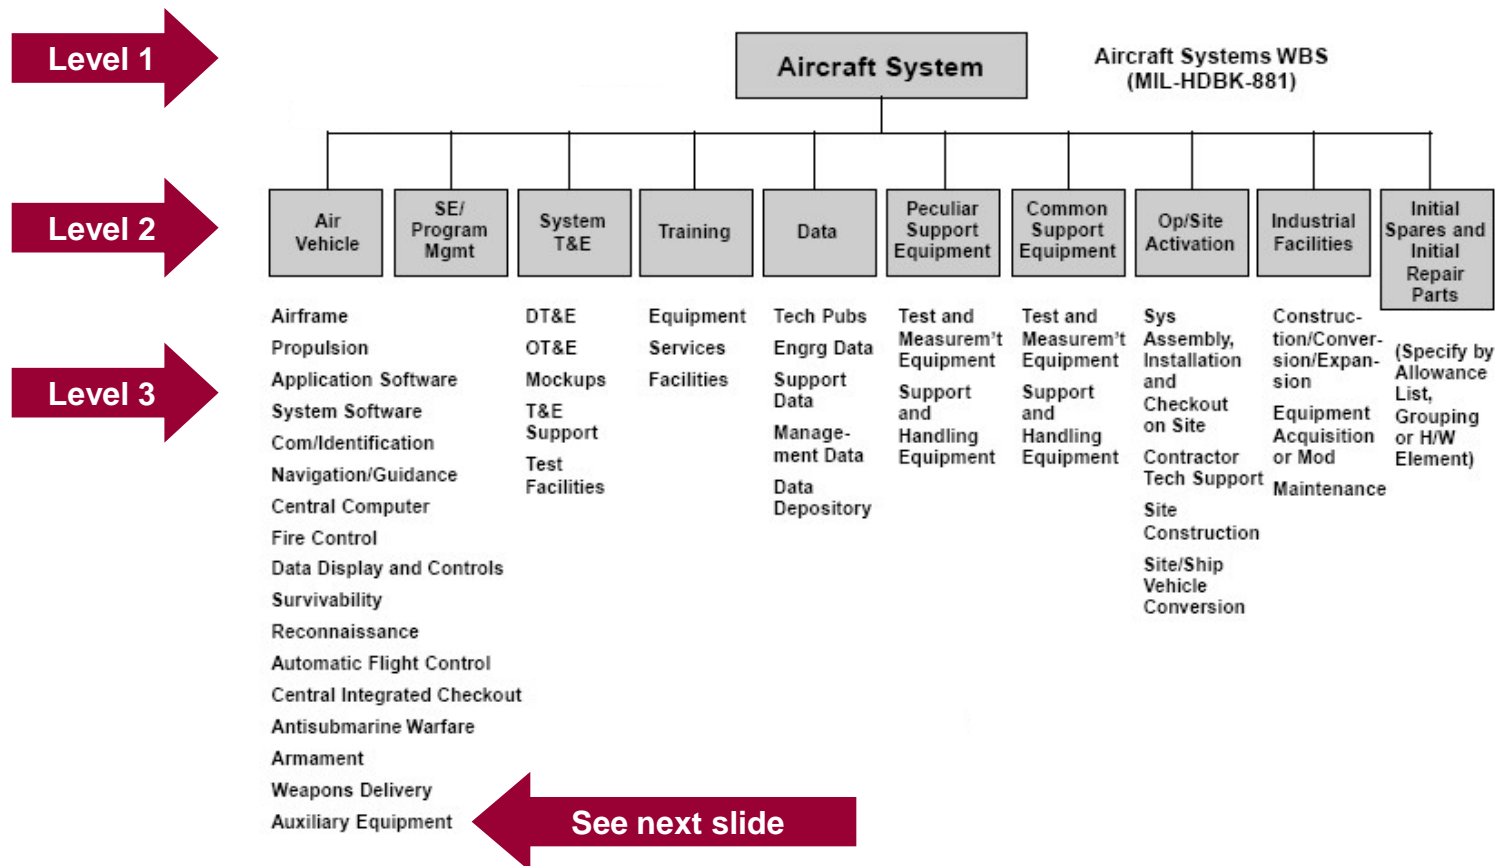 Level 1
Aircraft System
Aircraft Systems WBS
(MIL-HDBK-881)
Level 2
Air
Vehicle
SE/
Program
Mgmt
System
T&E
Training
Data
Peculiar
Support
Equipment
Common
Support
Equipment
Op/Site
Activation
Industrial
Facilities
Initial
Spares and
Initial
Repair
Parts
Level 3
Airframe
Propulsion
Application Software
System Software
Com/Identification
Navigation/Guidance
Central Computer
Fire Control
Data Display and Controls
Survivability
Reconnaissance
Automatic Flight Control
Central Integrated Checkout
Antisubmarine Warfare
Armament
Weapons Delivery
Auxiliary Equipment
DT&E
OT&E
Mockups
T&E
Support
Test
Facilities
Equipment
Services
Facilities
Tech Pubs
Engrg Data
Support
Data
Manage-
ment Data
Data
Depository
Test and
Measurem't
Equipment
Support
and
Handling
Equipment
Test and
Measurem't
Equipment
Support
and
Handling
Equipment
Sys
Assembly,
Installation
and
Checkout
on Site
Contractor
Tech Support
Site
Construction
Site/Ship
Vehicle
Conversion
Construc-
tion/Conver-
sion/Expan-
sion
Equipment
Acquisition
or Mod
Maintenance
(Specify by
Allowance
List,
Grouping
or H/W
Element)
See next slide